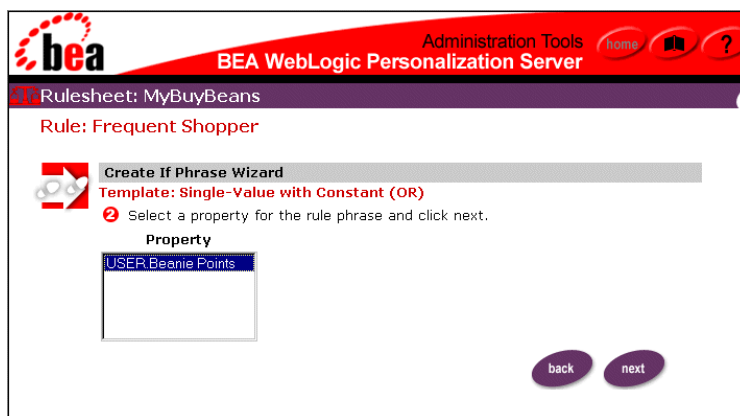 bea
Administration Tools
BEA WebLogic Personalization Server
home
?
Rulesheet: MyBuyBeans
Rule: Frequent Shopper
Create If Phrase Wizard
Template: Single-Value with Constant (OR)
2 Select a property for the rule phrase and click next.
Property
USER.Beanie Points
back
next